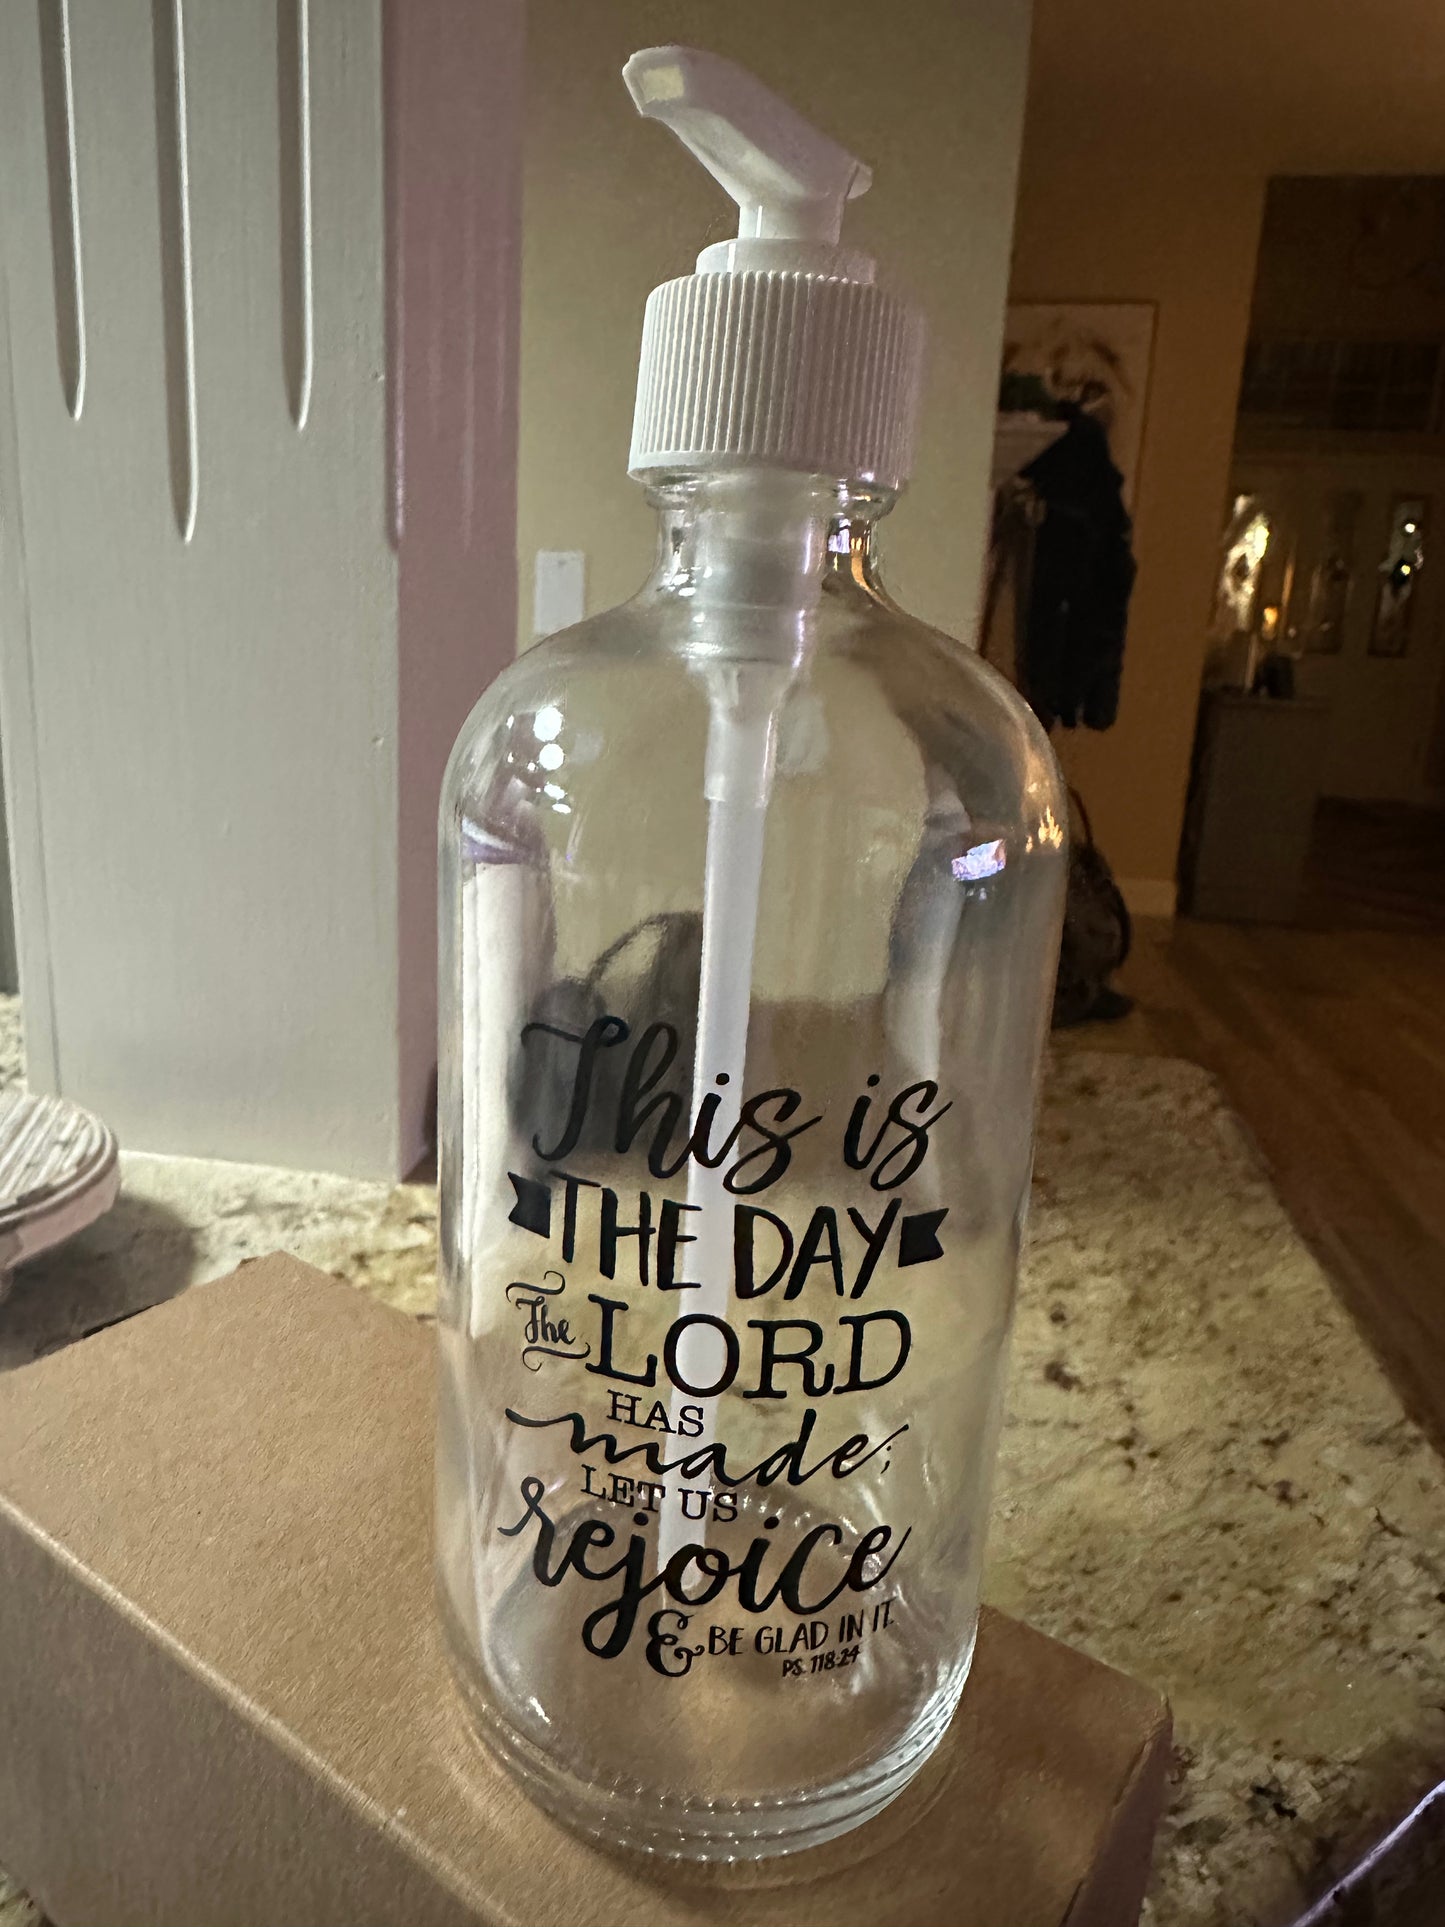 This is
THE DAY
The LORD
HAS
made;
LET US
rejoice
& BE GLAD IN IT.
PS. 118:24